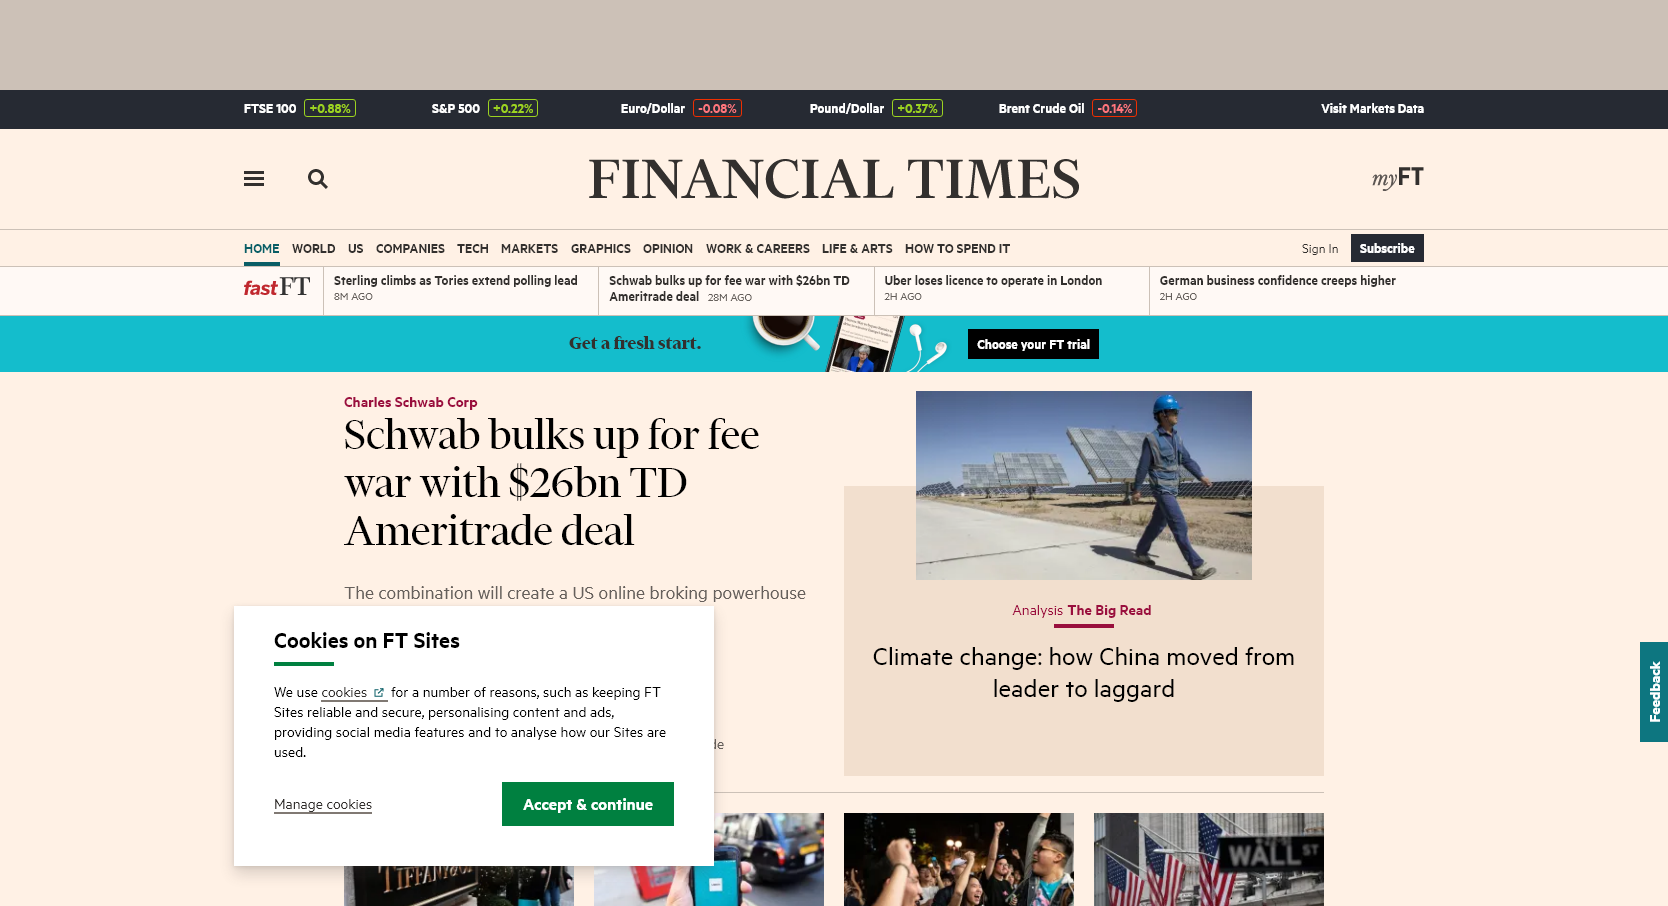 FTSE 100 +0.88%
S&P 500 +0.22%
Euro/Dollar -0.08%
Pound/Dollar +0.37%
Brent Crude Oil -0.14%
Visit Markets Data
FINANCIAL TIMES
myFT
HOME WORLD US COMPANIES TECH MARKETS GRAPHICS OPINION WORK & CAREERS LIFE & ARTS HOW TO SPEND IT
Sign In
Subscribe
fastFT
Sterling climbs as Tories extend polling lead
8M AGO
Schwab bulks up for fee war with $26bn TD
Ameritrade deal 28M AGO
Uber loses licence to operate in London
2H AGO
German business confidence creeps higher
2H AGO
Get a fresh start.
Choose your FT trial
Charles Schwab Corp
Schwab bulks up for fee
war with $26bn TD
Ameritrade deal
The combination will create a US online broking powerhouse
Analysis The Big Read
Climate change: how China moved from
leader to laggard
Feedback
Cookies on FT Sites
We use cookies for a number of reasons, such as keeping FT
Sites reliable and secure, personalising content and ads,
providing social media features and to analyse how our Sites are
used.
Manage cookies
Accept & continue
WALL ST